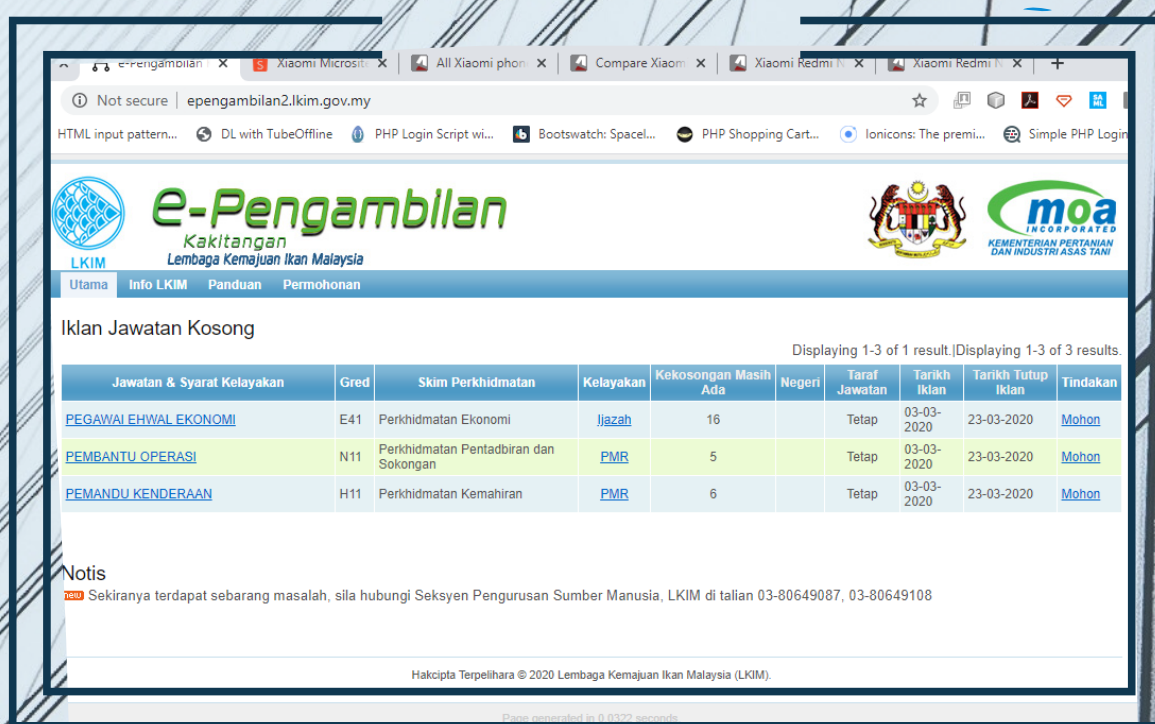 e-Pengambilan
Xiaomi Microsite
All Xiaomi phon
Compare Xiaom
Xiaomi Redmi N
Xiaomi Redmi N
Not secure | epengambilan2.lkim.gov.my
HTML input pattern... DL with TubeOffline PHP Login Script wi... Bootswatch: Spacel... PHP Shopping Cart... Ionicons: The premi... Simple PHP Login
LKIM
e-Pengambilan
Kakitangan
Lembaga Kemajuan Ikan Malaysia
moa
INCORPORATED
KEMENTERIAN PERTANIAN
DAN INDUSTRI ASAS TANI
Utama Info LKIM Panduan Permohonan
Iklan Jawatan Kosong
Displaying 1-3 of 1 result.|Displaying 1-3 of 3 results.
Jawatan & Syarat Kelayakan Gred Skim Perkhidmatan Kelayakan Kekosongan Masih Ada Negeri Taraf Jawatan Tarikh Iklan Tarikh Tutup Iklan Tindakan
PEGAWAI EHWAL EKONOMI E41 Perkhidmatan Ekonomi Ijazah 16 Tetap 03-03-2020 23-03-2020 Mohon
PEMBANTU OPERASI N11 Perkhidmatan Pentadbiran dan Sokongan PMR 5 Tetap 03-03-2020 23-03-2020 Mohon
PEMANDU KENDERAAN H11 Perkhidmatan Kemahiran PMR 6 Tetap 03-03-2020 23-03-2020 Mohon
Notis
new Sekiranya terdapat sebarang masalah, sila hubungi Seksyen Pengurusan Sumber Manusia, LKIM di talian 03-80649087, 03-80649108
Hakcipta Terpelihara © 2020 Lembaga Kemajuan Ikan Malaysia (LKIM).
Page generated in 0.0322 seconds